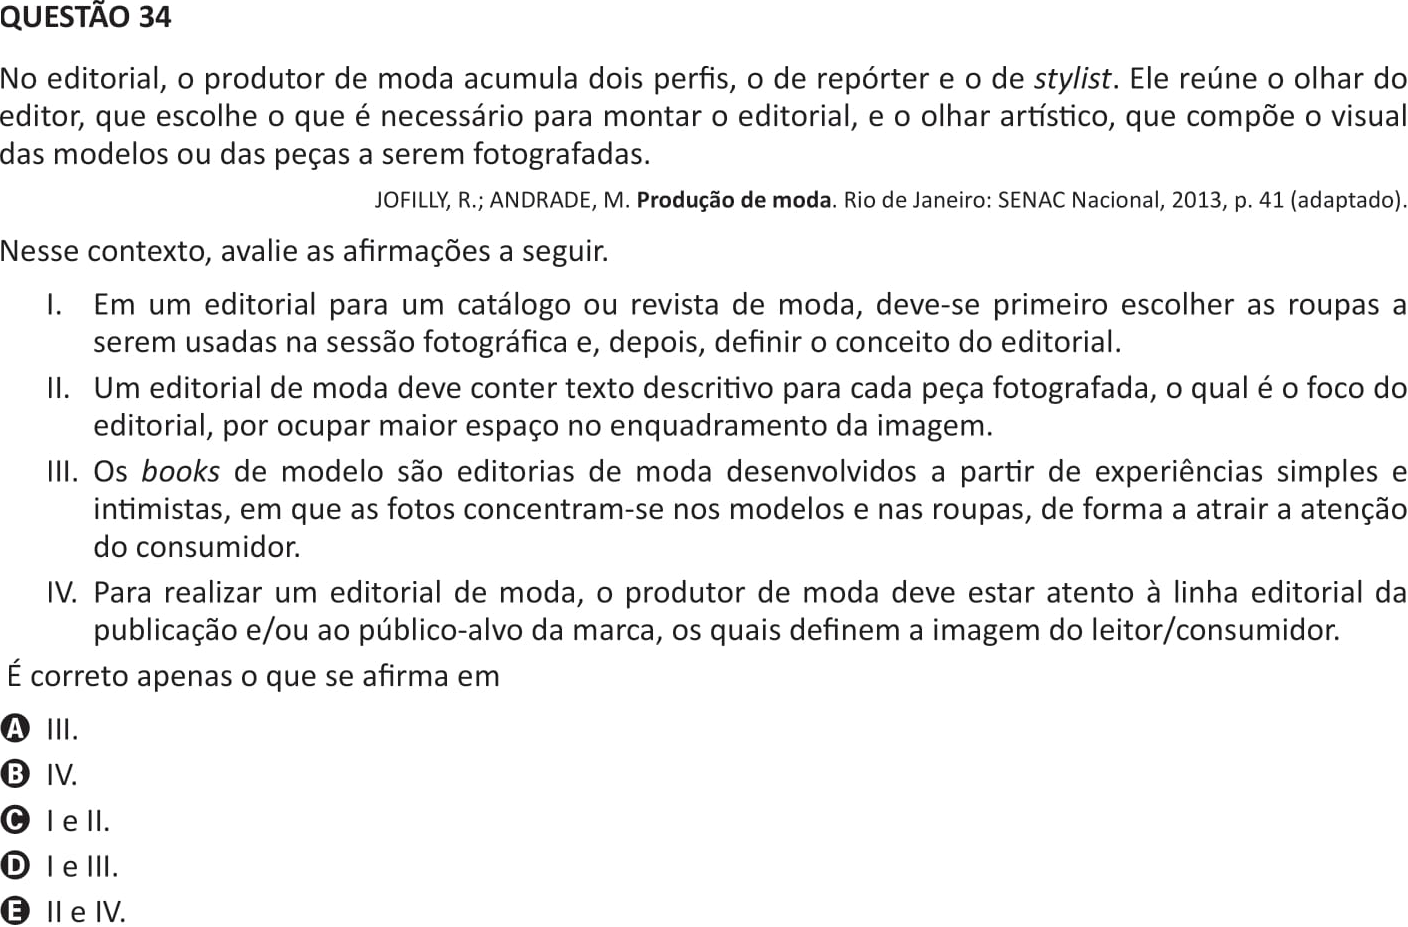 QUESTÃO 34
No editorial, o produtor de moda acumula dois perfis, o de repórter e o de stylist. Ele reúne o olhar do
editor, que escolhe o que é necessário para montar o editorial, e o olhar artístico, que compõe o visual
das modelos ou das peças a serem fotografadas.
JOFILLY, R.; ANDRADE, M. Produção de moda. Rio de Janeiro: SENAC Nacional, 2013, p. 41 (adaptado).
Nesse contexto, avalie as afirmações a seguir.
I. Em um editorial para um catálogo ou revista de moda, deve-se primeiro escolher as roupas a
serem usadas na sessão fotográfica e, depois, definir o conceito do editorial.
II. Um editorial de moda deve conter texto descritivo para cada peça fotografada, o qual é o foco do
editorial, por ocupar maior espaço no enquadramento da imagem.
III. Os books de modelo são editorias de moda desenvolvidos a partir de experiências simples e
intimistas, em que as fotos concentram-se nos modelos e nas roupas, de forma a atrair a atenção
do consumidor.
IV. Para realizar um editorial de moda, o produtor de moda deve estar atento à linha editorial da
publicação e/ou ao público-alvo da marca, os quais definem a imagem do leitor/consumidor.
É correto apenas o que se afirma em
A III.
B IV.
C I e II.
D I e III.
E II e IV.